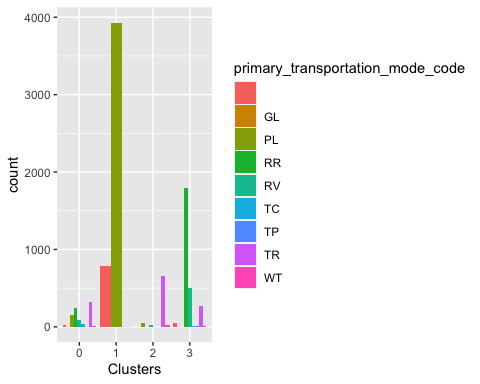 4000
3000
2000
1000
0
count
0 1 2 3
Clusters
primary_transportation_mode_code
GL
PL
RR
RV
TC
TP
TR
WT